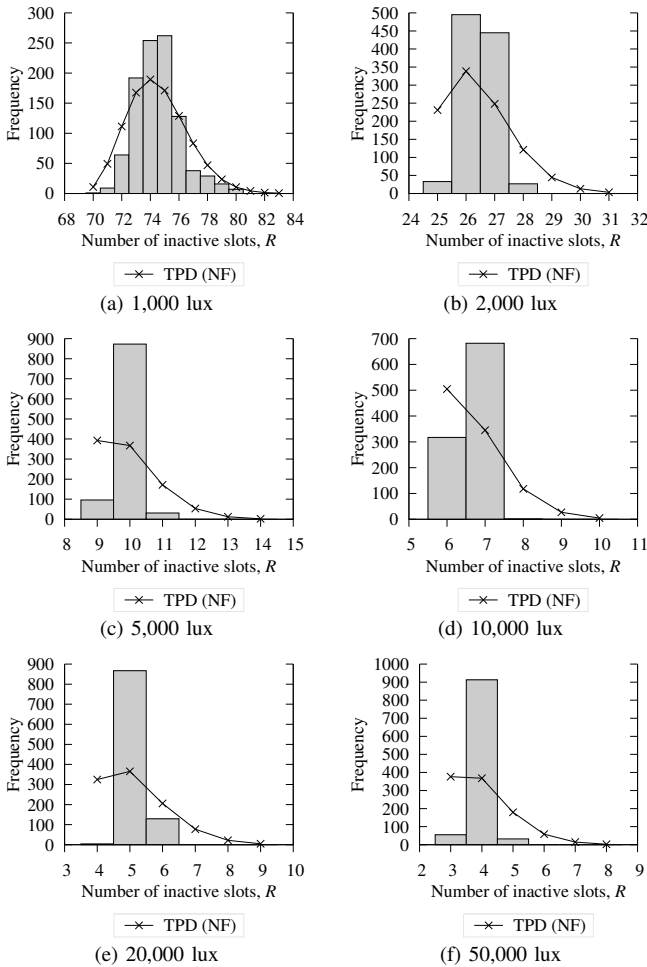 300
250
200
150
100
50
0
68 70 72 74 76 78 80 82 84
Frequency
Number of inactive slots, R
TPD (NF)
(a) 1,000 lux
500
450
400
350
300
250
200
150
100
50
0
24 25 26 27 28 29 30 31 32
Frequency
Number of inactive slots, R
TPD (NF)
(b) 2,000 lux
900
800
700
600
500
400
300
200
100
0
8 9 10 11 12 13 14 15
Frequency
Number of inactive slots, R
TPD (NF)
(c) 5,000 lux
700
600
500
400
300
200
100
0
5 6 7 8 9 10 11
Frequency
Number of inactive slots, R
TPD (NF)
(d) 10,000 lux
900
800
700
600
500
400
300
200
100
0
3 4 5 6 7 8 9 10
Frequency
Number of inactive slots, R
TPD (NF)
(e) 20,000 lux
1000
900
800
700
600
500
400
300
200
100
0
2 3 4 5 6 7 8 9
Frequency
Number of inactive slots, R
TPD (NF)
(f) 50,000 lux